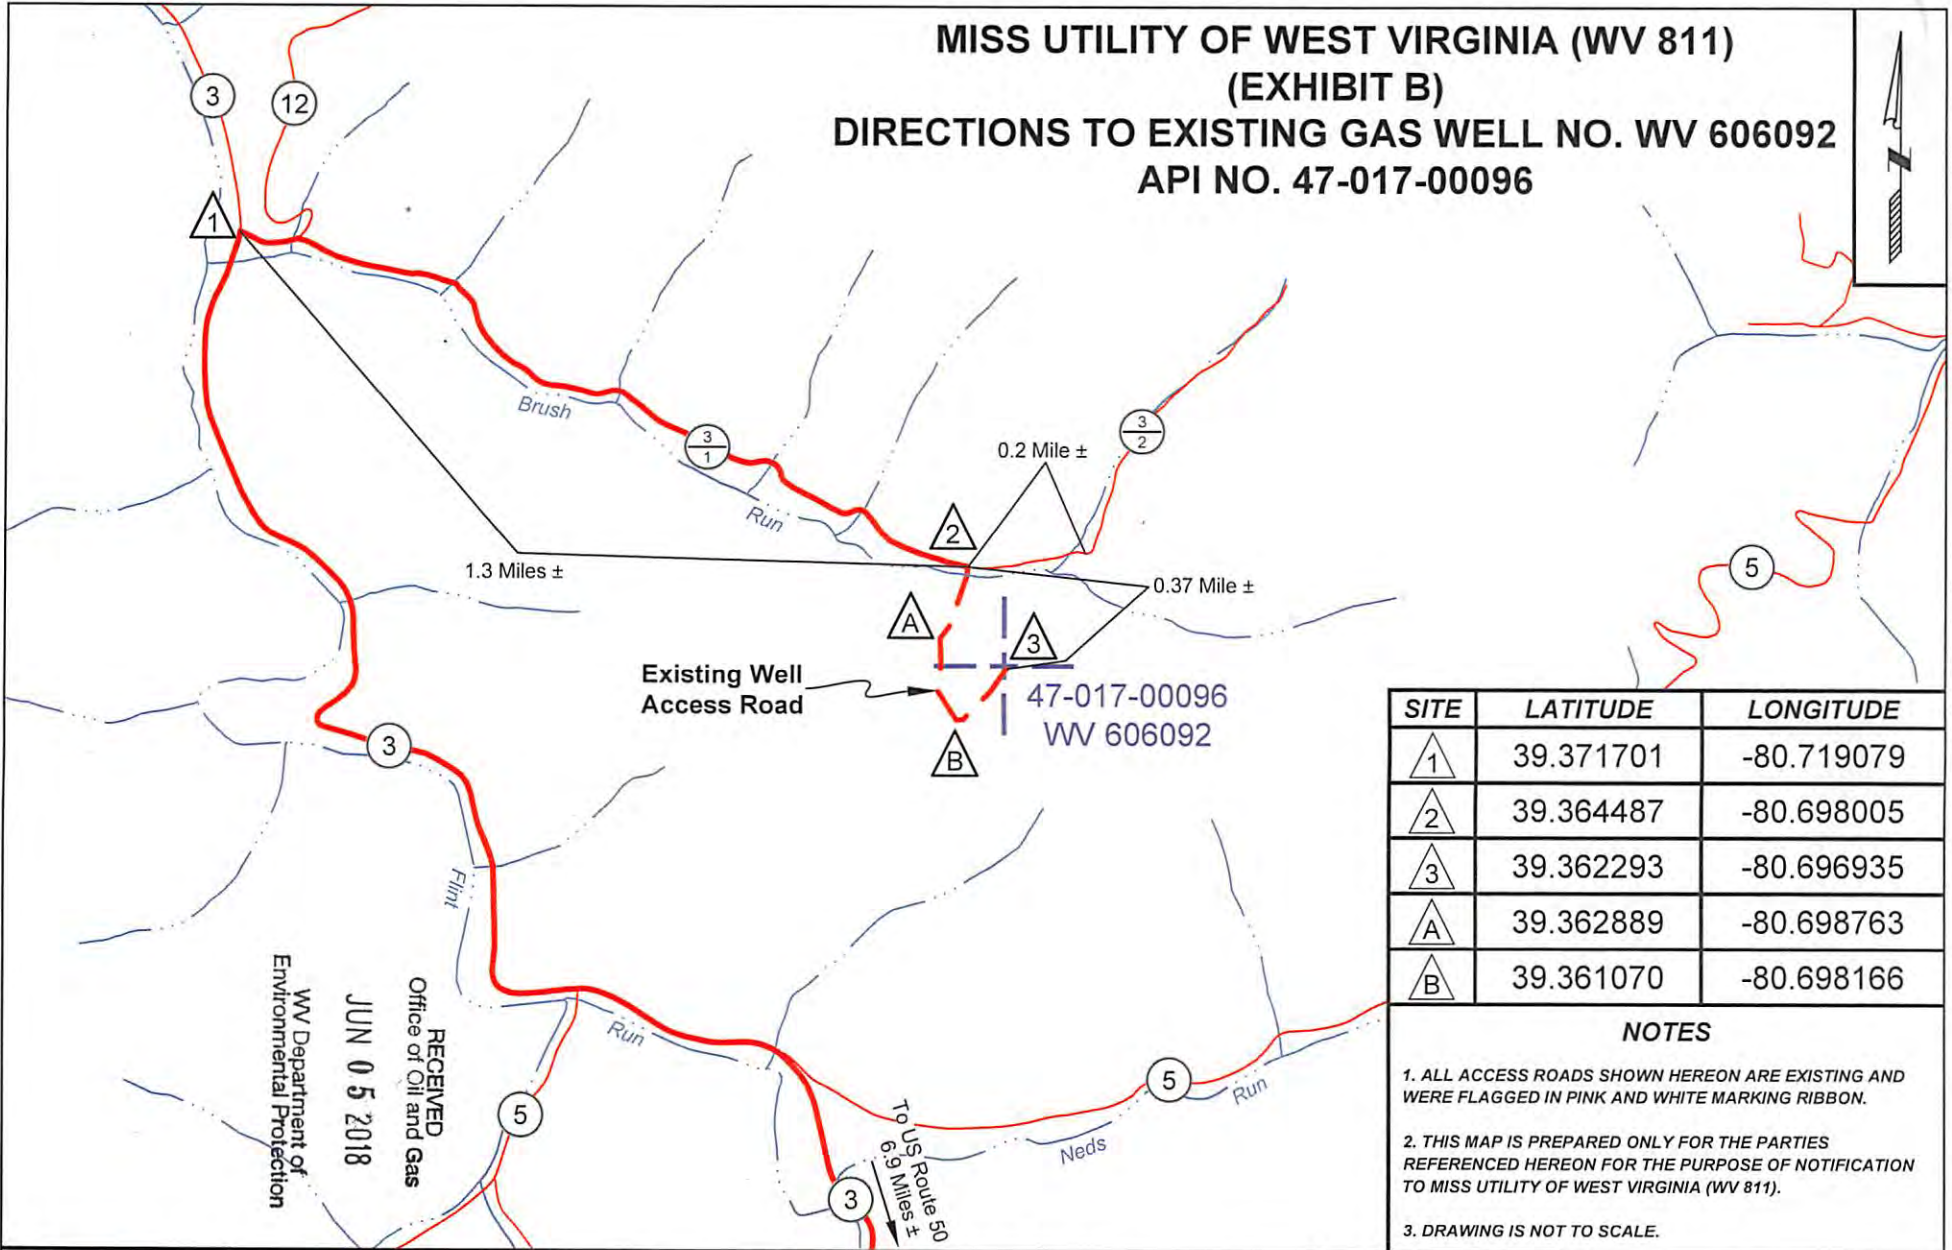 MISS UTILITY OF WEST VIRGINIA (WV 811)
(EXHIBIT B)
DIRECTIONS TO EXISTING GAS WELL NO. WV 606092
API NO. 47-017-00096
3
12
1
Brush
3
1
Run
0.2 Mile ±
3
2
2
1.3 Miles ±
0.37 Mile ±
5
A
3
Existing Well
Access Road
47-017-00096
WV 606092
B
3
Flint
Run
5
5
Run
Neds
To US Route 50
6.9 Miles ±
3
RECEIVED
Office of Oil and Gas
JUN 05 2018
WV Department of
Environmental Protection
SITE LATITUDE LONGITUDE
1 39.371701 -80.719079
2 39.364487 -80.698005
3 39.362293 -80.696935
A 39.362889 -80.698763
B 39.361070 -80.698166
NOTES
1. ALL ACCESS ROADS SHOWN HEREON ARE EXISTING AND
WERE FLAGGED IN PINK AND WHITE MARKING RIBBON.
2. THIS MAP IS PREPARED ONLY FOR THE PARTIES
REFERENCED HEREON FOR THE PURPOSE OF NOTIFICATION
TO MISS UTILITY OF WEST VIRGINIA (WV 811).
3. DRAWING IS NOT TO SCALE.